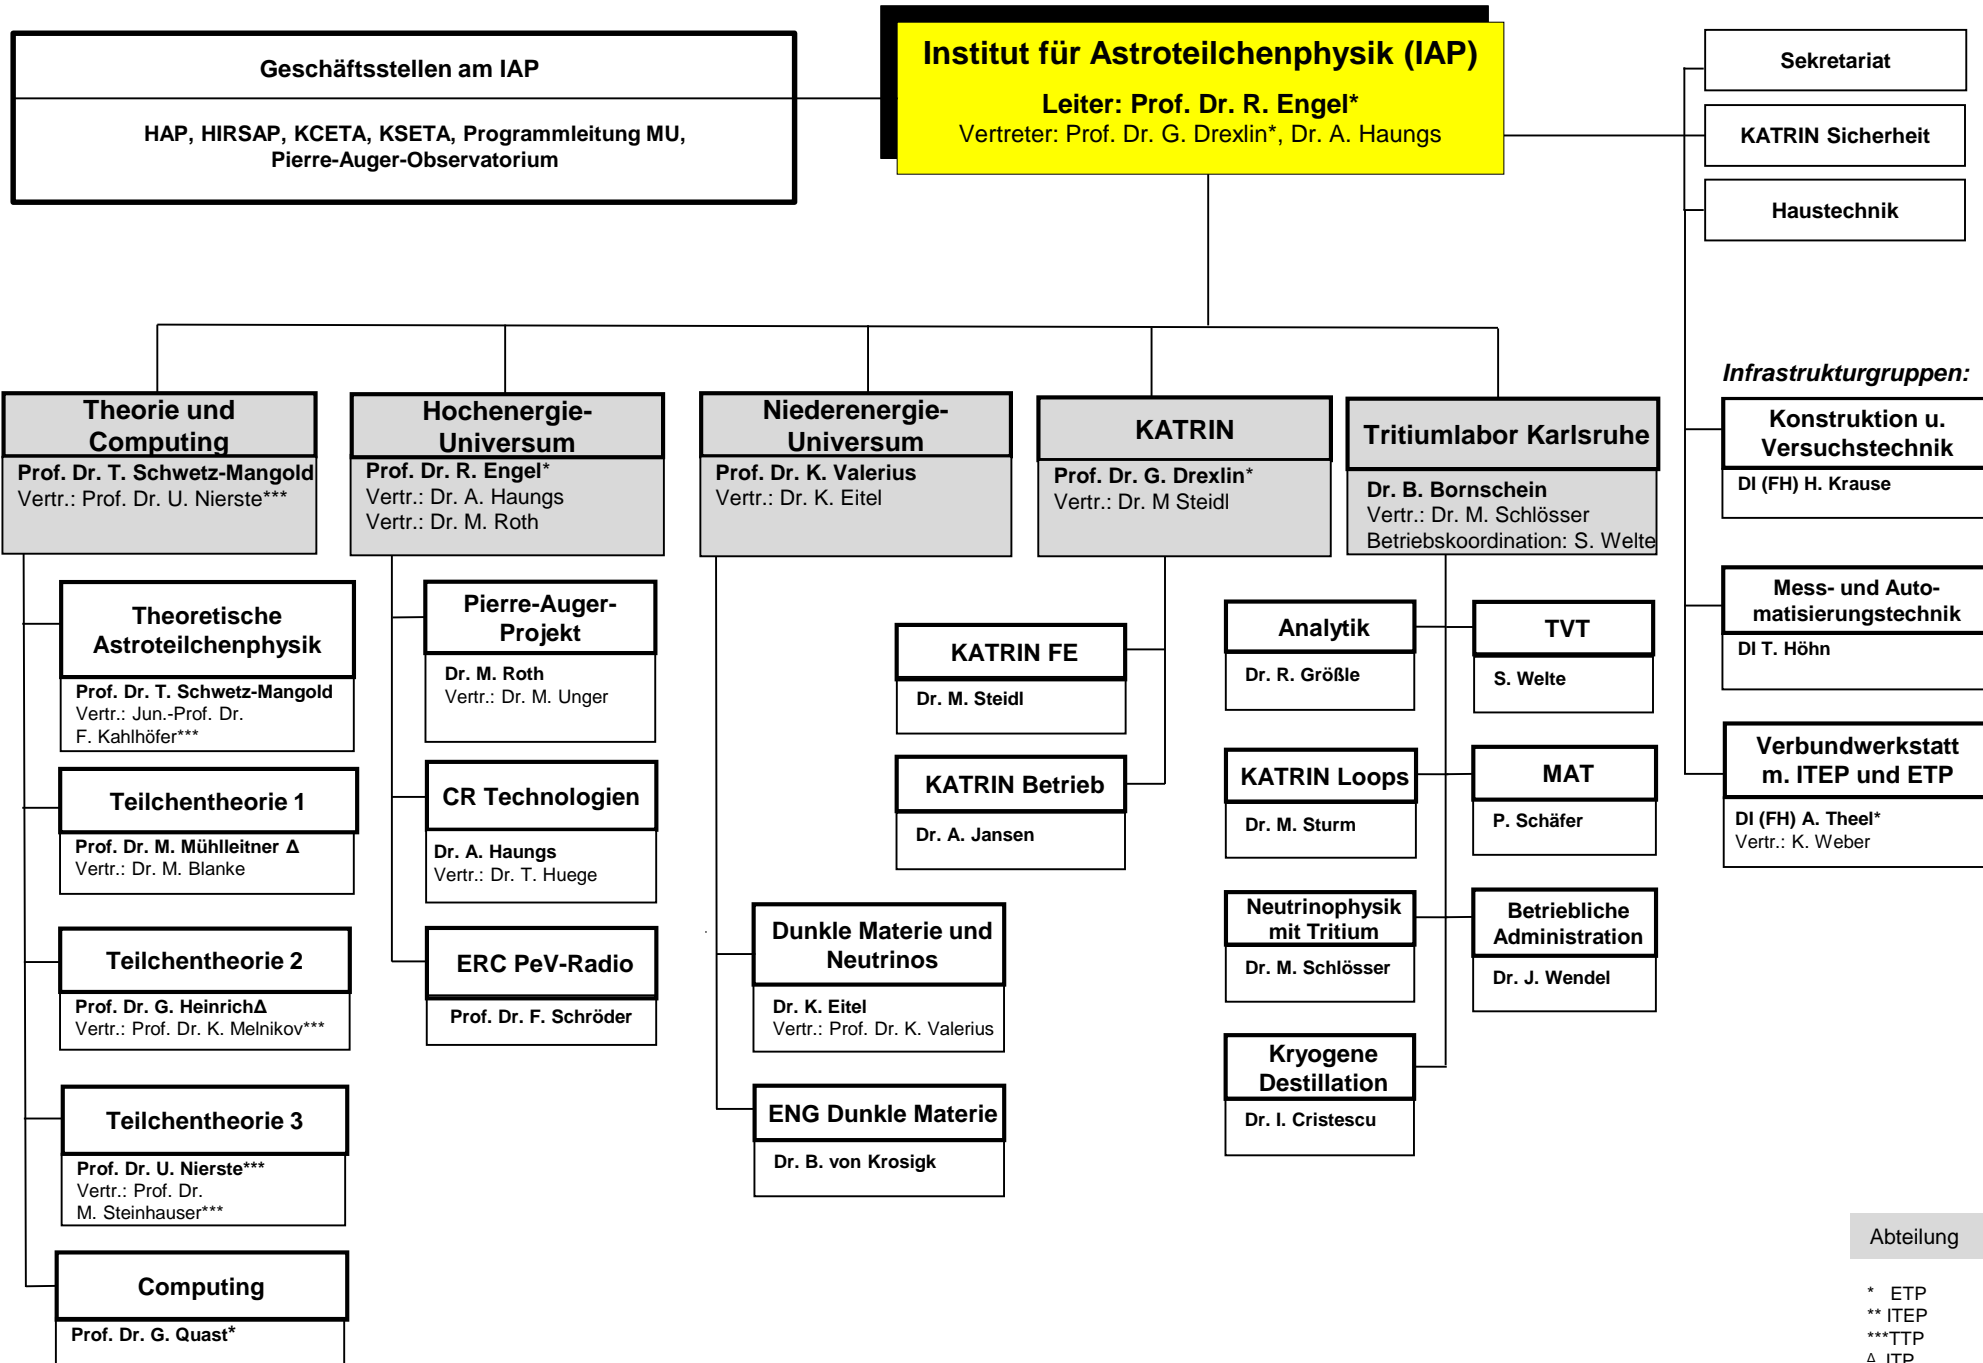 Geschäftsstellen am IAP
HAP, HIRSAP, KCETA, KSETA, Programmleitung MU,
Pierre-Auger-Observatorium
Institut für Astroteilchenphysik (IAP)
Leiter: Prof. Dr. R. Engel*
Vertreter: Prof. Dr. G. Drexlin*, Dr. A. Haungs
Sekretariat
KATRIN Sicherheit
Haustechnik
Theorie und
Computing
Prof. Dr. T. Schwetz-Mangold
Vertr.: Prof. Dr. U. Nierste***
Theoretische
Astroteilchenphysik
Prof. Dr. T. Schwetz-Mangold
Vertr.: Jun.-Prof. Dr.
F. Kahlhöfer***
Teilchentheorie 1
Prof. Dr. M. Mühlleitner Δ
Vertr.: Dr. M. Blanke
Teilchentheorie 2
Prof. Dr. G. HeinrichΔ
Vertr.: Prof. Dr. K. Melnikov***
Teilchentheorie 3
Prof. Dr. U. Nierste***
Vertr.: Prof. Dr.
M. Steinhauser***
Computing
Prof. Dr. G. Quast*
Hochenergie-
Universum
Prof. Dr. R. Engel*
Vertr.: Dr. A. Haungs
Vertr.: Dr. M. Roth
Pierre-Auger-
Projekt
Dr. M. Roth
Vertr.: Dr. M. Unger
CR Technologien
Dr. A. Haungs
Vertr.: Dr. T. Huege
ERC PeV-Radio
Prof. Dr. F. Schröder
Niederenergie-
Universum
Prof. Dr. K. Valerius
Vertr.: Dr. K. Eitel
Dunkle Materie und
Neutrinos
Dr. K. Eitel
Vertr.: Prof. Dr. K. Valerius
ENG Dunkle Materie
Dr. B. von Krosigk
KATRIN
Prof. Dr. G. Drexlin*
Vertr.: Dr. M Steidl
KATRIN FE
Dr. M. Steidl
KATRIN Betrieb
Dr. A. Jansen
Tritiumlabor Karlsruhe
Dr. B. Bornschein
Vertr.: Dr. M. Schlösser
Betriebskoordination: S. Welte
Analytik
Dr. R. Größle
TVT
S. Welte
KATRIN Loops
Dr. M. Sturm
MAT
P. Schäfer
Neutrinophysik
mit Tritium
Dr. M. Schlösser
Betriebliche
Administration
Dr. J. Wendel
Kryogene
Destillation
Dr. I. Cristescu
Infrastrukturgruppen:
Konstruktion u.
Versuchstechnik
DI (FH) H. Krause
Mess- und Auto-
matisierungstechnik
DI T. Höhn
Verbundwerkstatt
m. ITEP und ETP
DI (FH) A. Theel*
Vertr.: K. Weber
Abteilung
* ETP
** ITEP
***TTP
Δ ITP